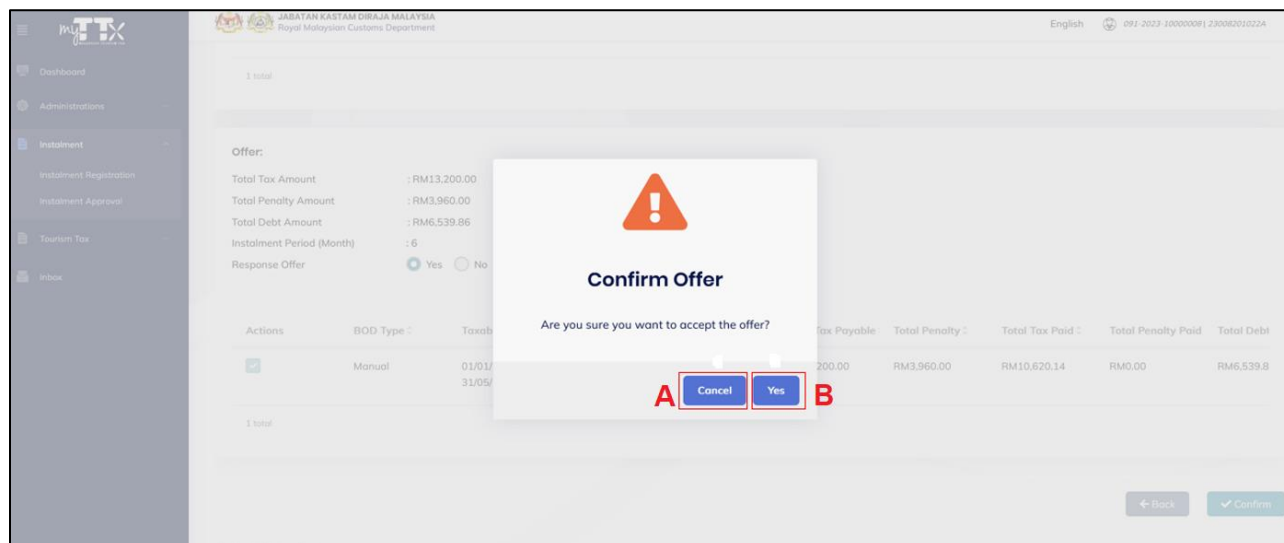 myTTX
JABATAN KASTAM DIRAJA MALAYSIA
Royal Malaysian Customs Department
English
091-2023-10000008| 23008201022A
Dashboard
Administrations
Instalment
Instalment Registration
Instalment Approval
Tourism Tax
Inbox
1 total
Offer:
Total Tax Amount : RM13,200.00
Total Penalty Amount : RM3,960.00
Total Debt Amount : RM6,539.86
Instalment Period (Month) : 6
Response Offer Yes No
Confirm Offer
Are you sure you want to accept the offer?
A Cancel Yes B
Actions BOD Type Taxab Tax Payable Total Penalty Total Tax Paid Total Penalty Paid Total Debt
Manual 01/01/ 200.00 RM3,960.00 RM10,620.14 RM0.00 RM6,539.8
31/05/
1 total
Back Confirm